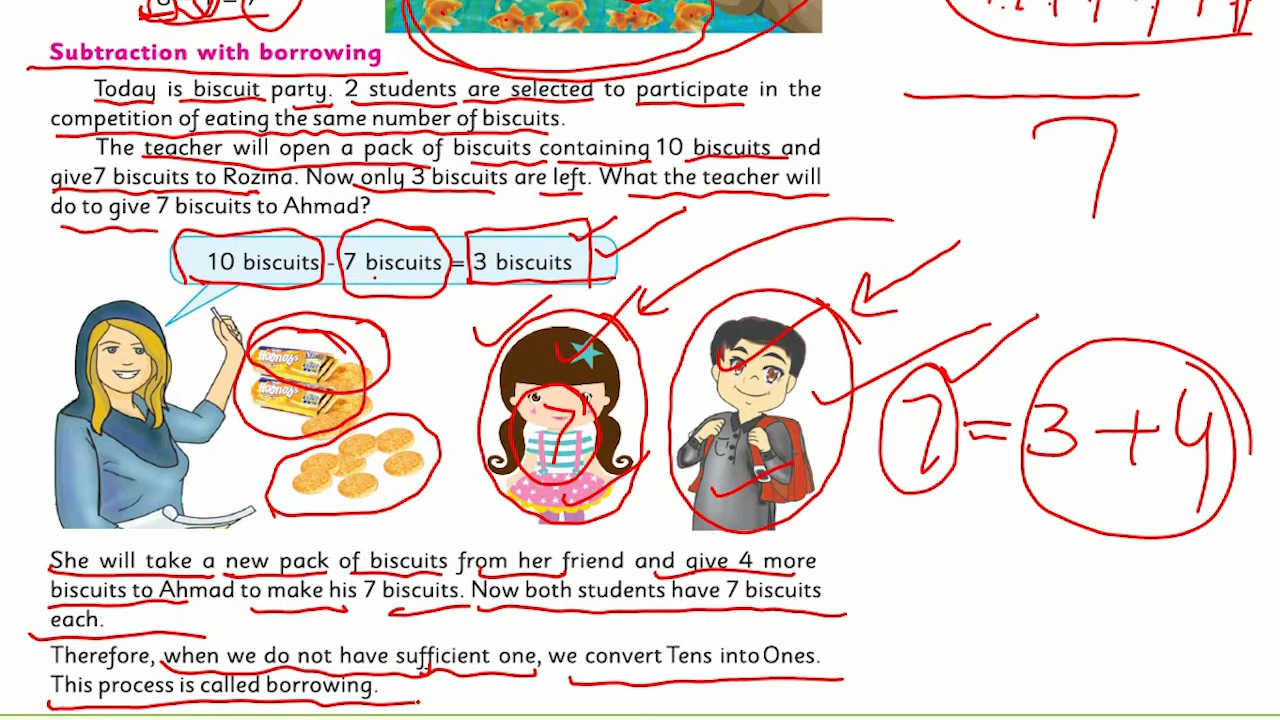 Subtraction with borrowing
Today is biscuit party. 2 students are selected to participate in the
competition of eating the same number of biscuits.
The teacher will open a pack of biscuits containing 10 biscuits and
give7 biscuits to Rozina. Now only 3 biscuits are left. What the teacher will
do to give 7 biscuits to Ahmad?
7
10 biscuits - 7 biscuits = 3 biscuits
7
7 = 3 + 4
She will take a new pack of biscuits from her friend and give 4 more
biscuits to Ahmad to make his 7 biscuits. Now both students have 7 biscuits
each.
Therefore, when we do not have sufficient one, we convert Tens into Ones.
This process is called borrowing.